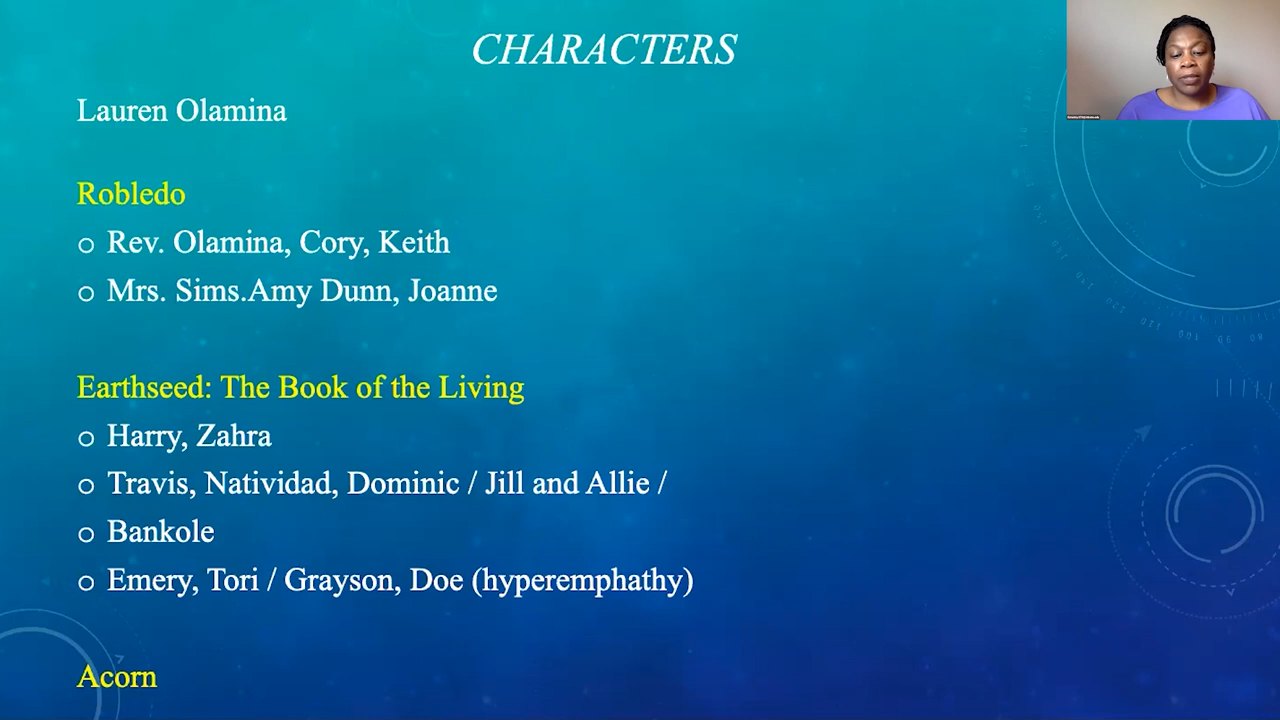 CHARACTERS
Lauren Olamina
Robledo
o Rev. Olamina, Cory, Keith
o Mrs. Sims.Amy Dunn, Joanne
Earthseed: The Book of the Living
o Harry, Zahra
o Travis, Natividad, Dominic / Jill and Allie /
o Bankole
o Emery, Tori / Grayson, Doe (hyperemphathy)
Acorn